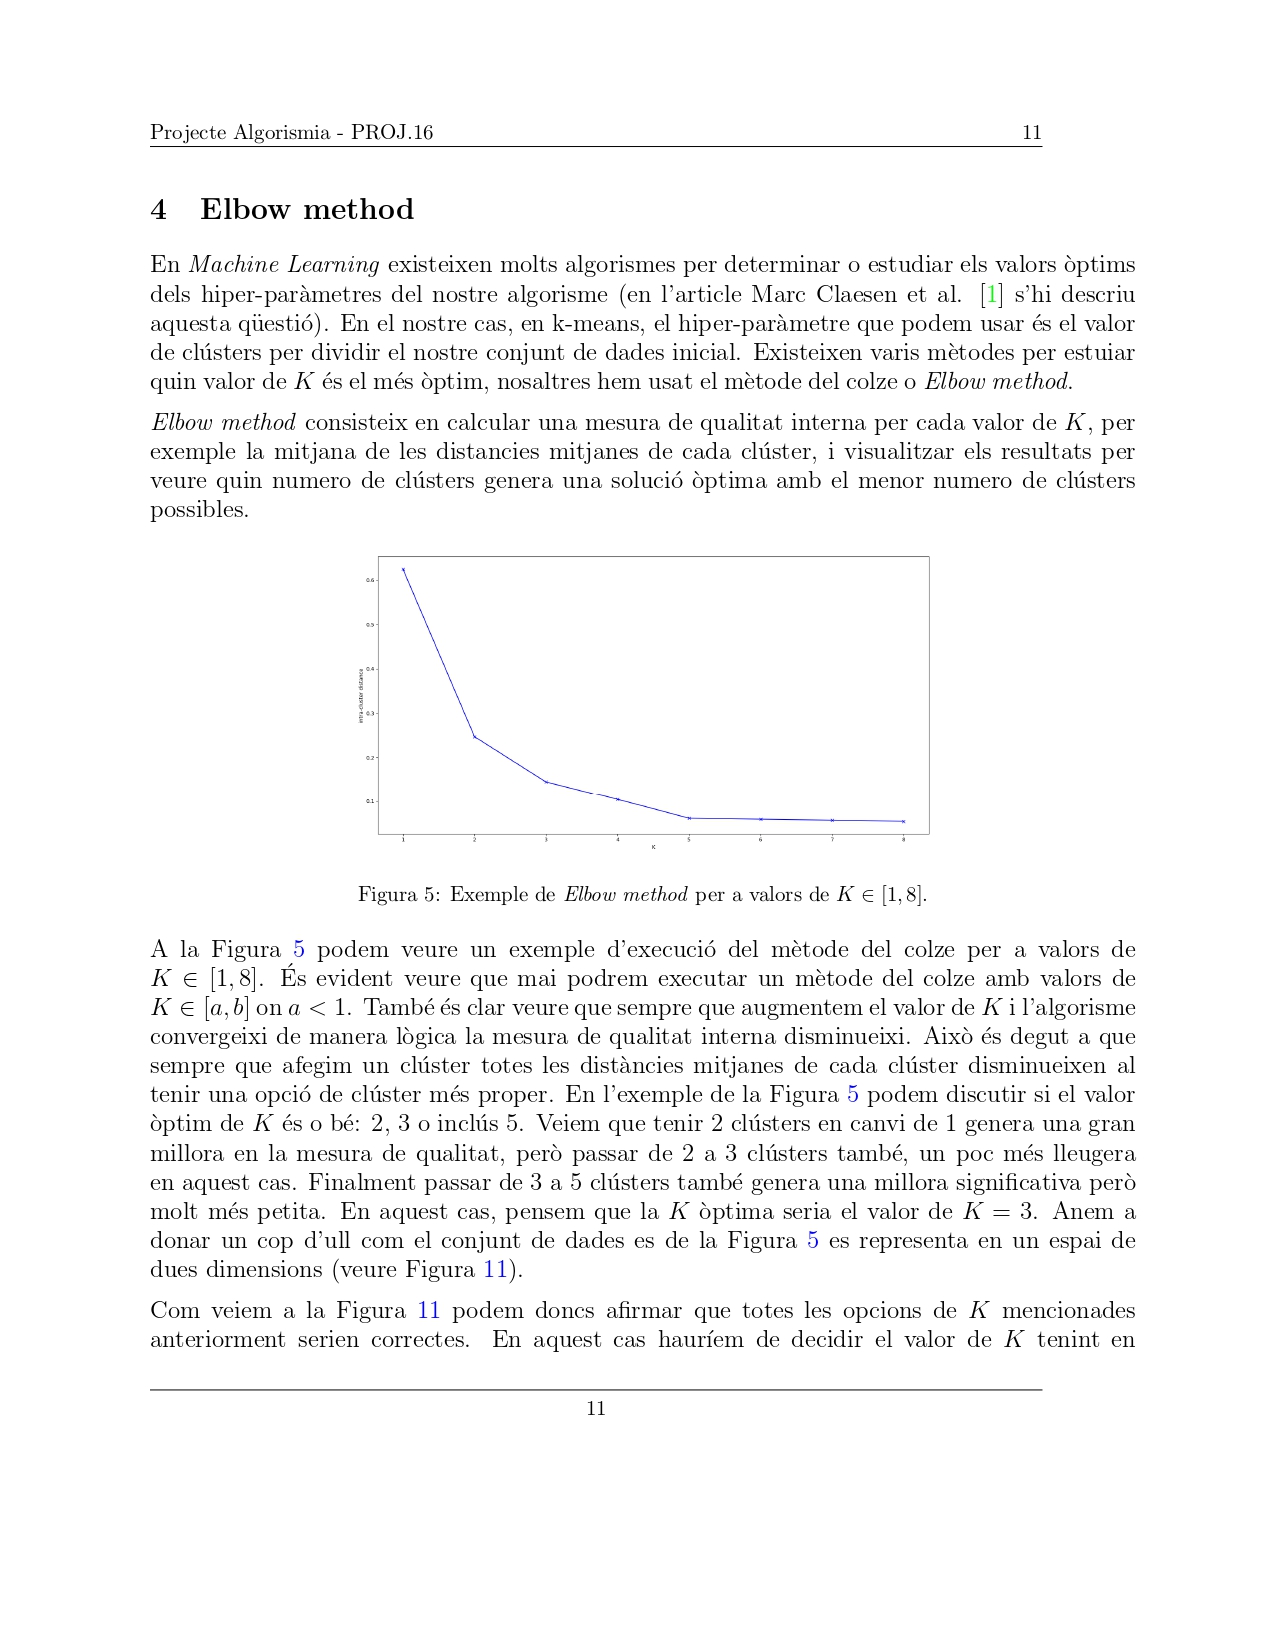 Projecte Algorismia - PROJ.16 11
4 Elbow method
En Machine Learning existeixen molts algorismes per determinar o estudiar els valors òptims
dels hiper-paràmetres del nostre algorisme (en l'article Marc Claesen et al. [1] s'hi descriu
aquesta qüestió). En el nostre cas, en k-means, el hiper-paràmetre que podem usar és el valor
de clústers per dividir el nostre conjunt de dades inicial. Existeixen varis mètodes per estuiar
quin valor de K és el més òptim, nosaltres hem usat el mètode del colze o Elbow method.
Elbow method consisteix en calcular una mesura de qualitat interna per cada valor de K, per
exemple la mitjana de les distancies mitjanes de cada clúster, i visualitzar els resultats per
veure quin numero de clústers genera una solució òptima amb el menor numero de clústers
possibles.
0.6
0.5
0.4
0.3
0.2
0.1
intra-cluster distance
1 2 3 4 5 6 7 8
K
Figura 5: Exemple de Elbow method per a valors de K ∈ [1, 8].
A la Figura 5 podem veure un exemple d'execució del mètode del colze per a valors de
K ∈ [1, 8]. És evident veure que mai podrem executar un mètode del colze amb valors de
K ∈ [a, b] on a < 1. També és clar veure que sempre que augmentem el valor de K i l'algorisme
convergeixi de manera lògica la mesura de qualitat interna disminueixi. Això és degut a que
sempre que afegim un clúster totes les distàncies mitjanes de cada clúster disminueixen al
tenir una opció de clúster més proper. En l'exemple de la Figura 5 podem discutir si el valor
òptim de K és o bé: 2, 3 o inclús 5. Veiem que tenir 2 clústers en canvi de 1 genera una gran
millora en la mesura de qualitat, però passar de 2 a 3 clústers també, un poc més lleugera
en aquest cas. Finalment passar de 3 a 5 clústers també genera una millora significativa però
molt més petita. En aquest cas, pensem que la K òptima seria el valor de K = 3. Anem a
donar un cop d'ull com el conjunt de dades es de la Figura 5 es representa en un espai de
dues dimensions (veure Figura 11).
Com veiem a la Figura 11 podem doncs afirmar que totes les opcions de K mencionades
anteriorment serien correctes. En aquest cas hauríem de decidir el valor de K tenint en
11